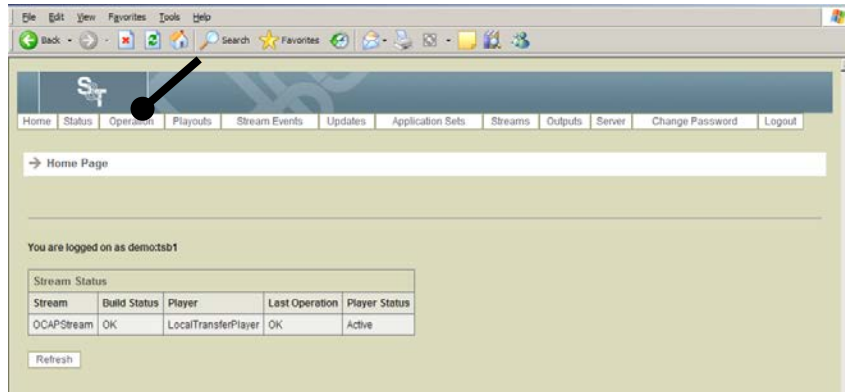 File Edit View Favorites Tools Help
Back Search Favorites
S&T
Home Status Operation Playouts Stream Events Updates Application Sets Streams Outputs Server Change Password Logout
Home Page
You are logged on as demo:tsb1
Stream Status
Stream Build Status Player Last Operation Player Status
OCAPStream OK LocalTransferPlayer OK Active
Refresh